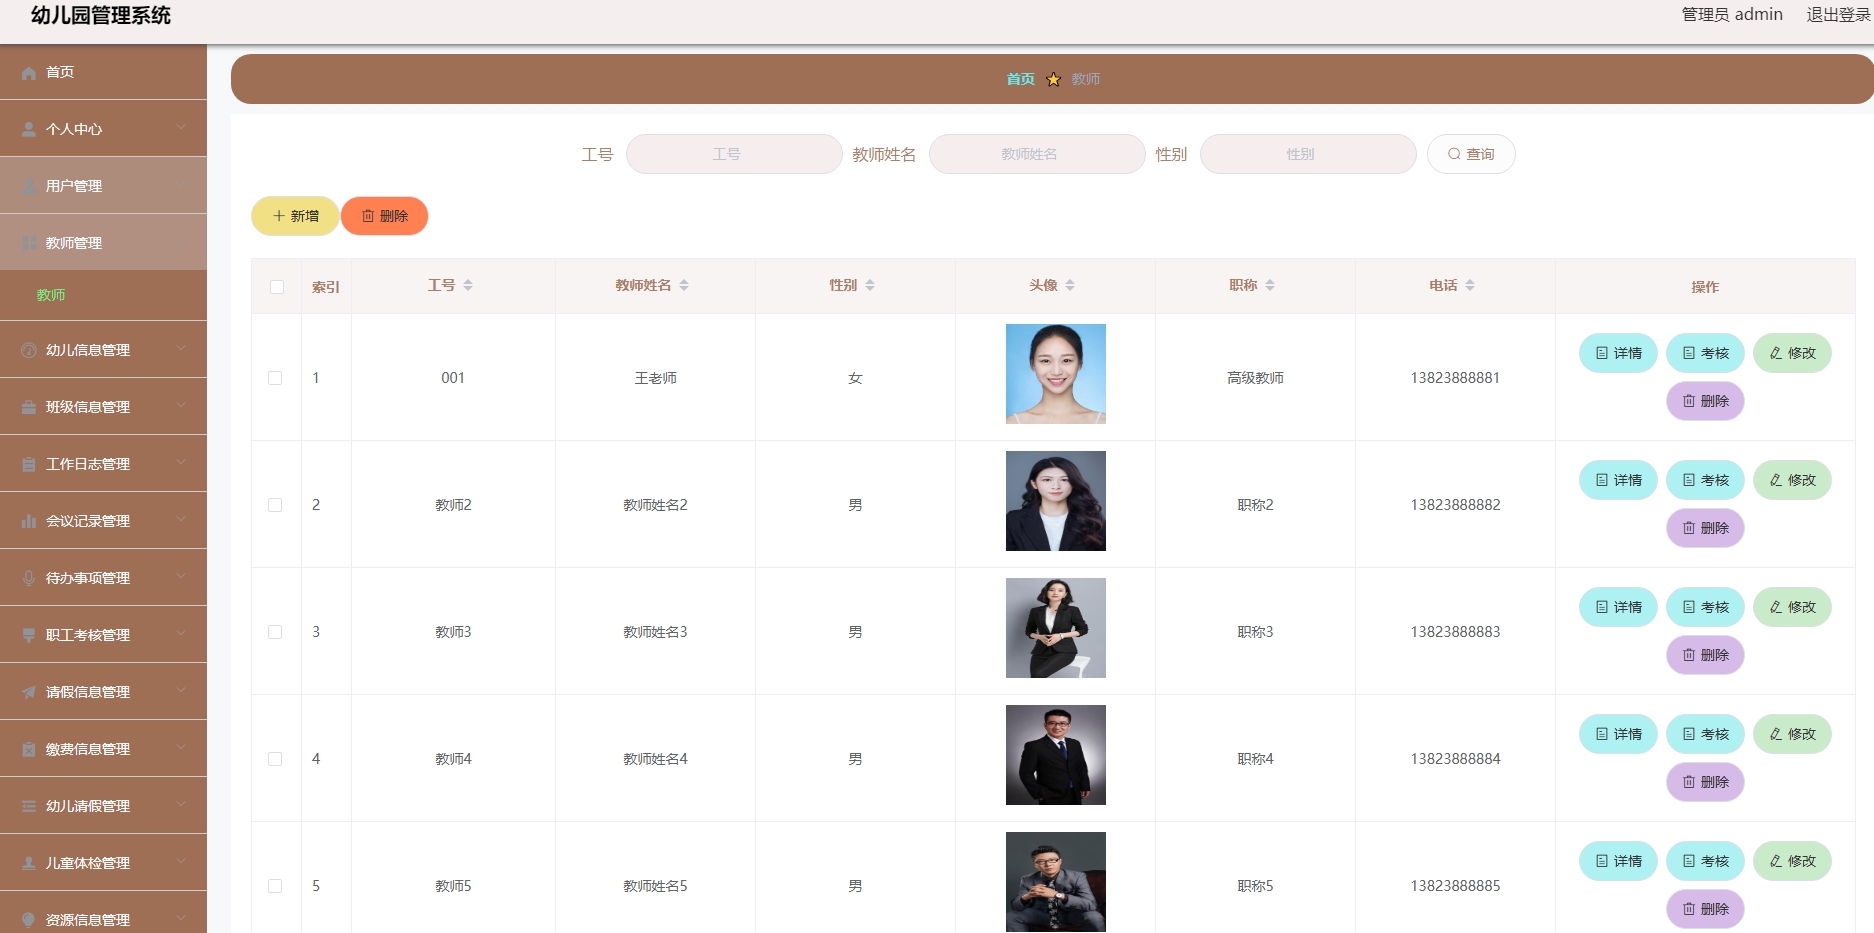 幼儿园管理系统
管理员 admin 退出登录
首页
个人中心
用户管理
教师管理
教师
幼儿信息管理
班级信息管理
工作日志管理
会议记录管理
待办事项管理
职工考核管理
请假信息管理
缴费信息管理
幼儿请假管理
儿童体检管理
资源信息管理
首页 教师
工号 工号 教师姓名 教师姓名 性别 性别 查询
新增 删除
索引 工号 教师姓名 性别 头像 职称 电话 操作
1 001 王老师 女 高级教师 13823888881 详情 考核 修改
删除
2 教师2 教师姓名2 男 职称2 13823888882 详情 考核 修改
删除
3 教师3 教师姓名3 男 职称3 13823888883 详情 考核 修改
删除
4 教师4 教师姓名4 男 职称4 13823888884 详情 考核 修改
删除
5 教师5 教师姓名5 男 职称5 13823888885 详情 考核 修改
删除